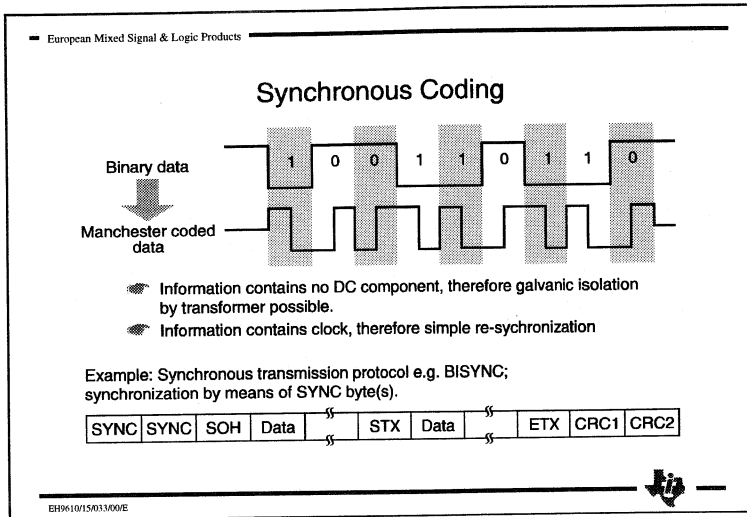 European Mixed Signal & Logic Products
Synchronous Coding
Binary data
1 0 0 1 1 0 1 1 0
Manchester coded
data
Information contains no DC component, therefore galvanic isolation
by transformer possible.
Information contains clock, therefore simple re-sychronization
Example: Synchronous transmission protocol e.g. BISYNC;
synchronization by means of SYNC byte(s).
SYNC SYNC SOH Data STX Data ETX CRC1 CRC2
EH9610/15/033/00/E